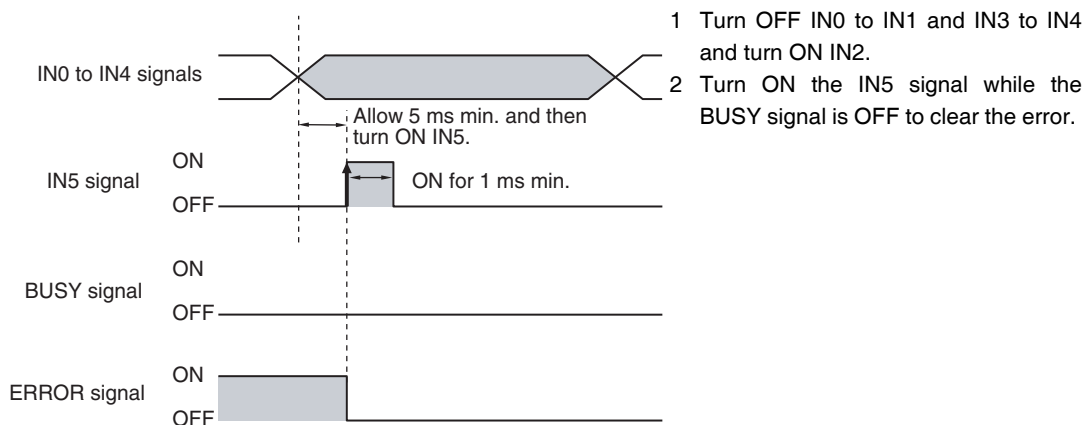 1 Turn OFF IN0 to IN1 and IN3 to IN4
and turn ON IN2.
2 Turn ON the IN5 signal while the
BUSY signal is OFF to clear the error.
IN0 to IN4 signals
Allow 5 ms min. and then
turn ON IN5.
ON
IN5 signal
ON for 1 ms min.
OFF
ON
BUSY signal
OFF
ON
ERROR signal
OFF